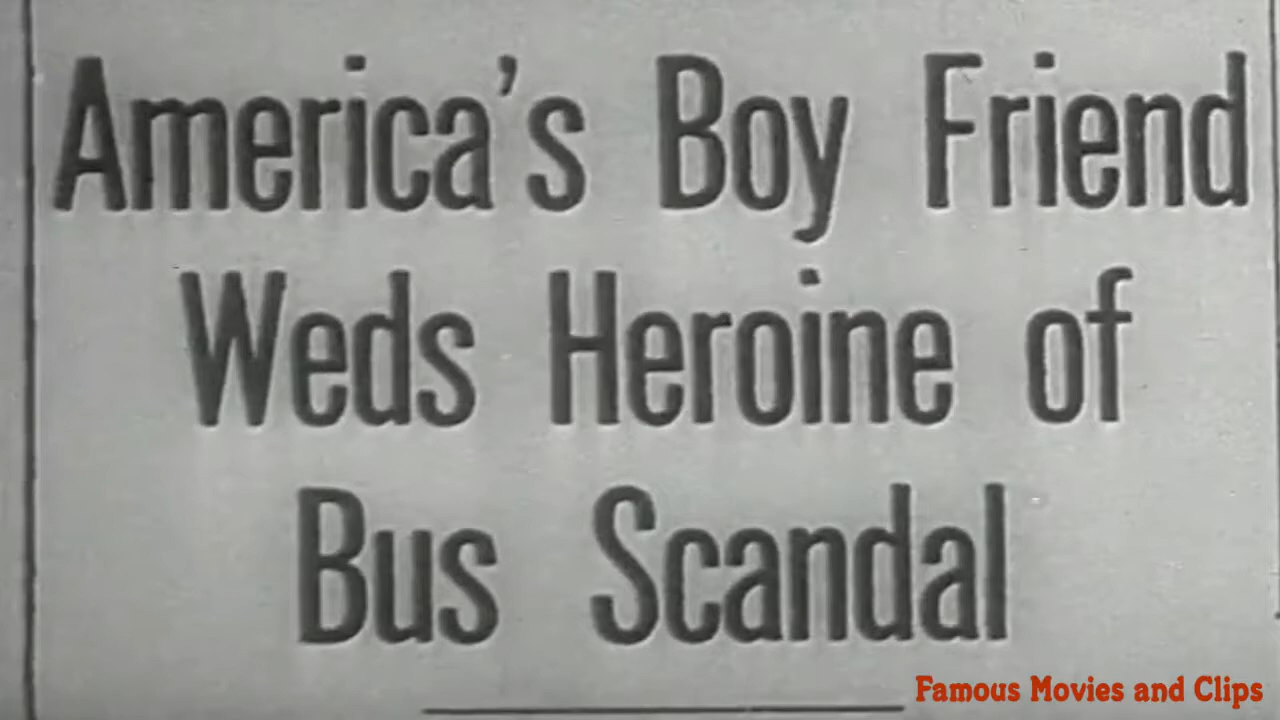 America's Boy Friend
Weds Heroine of
Bus Scandal
Famous Movies and Clips